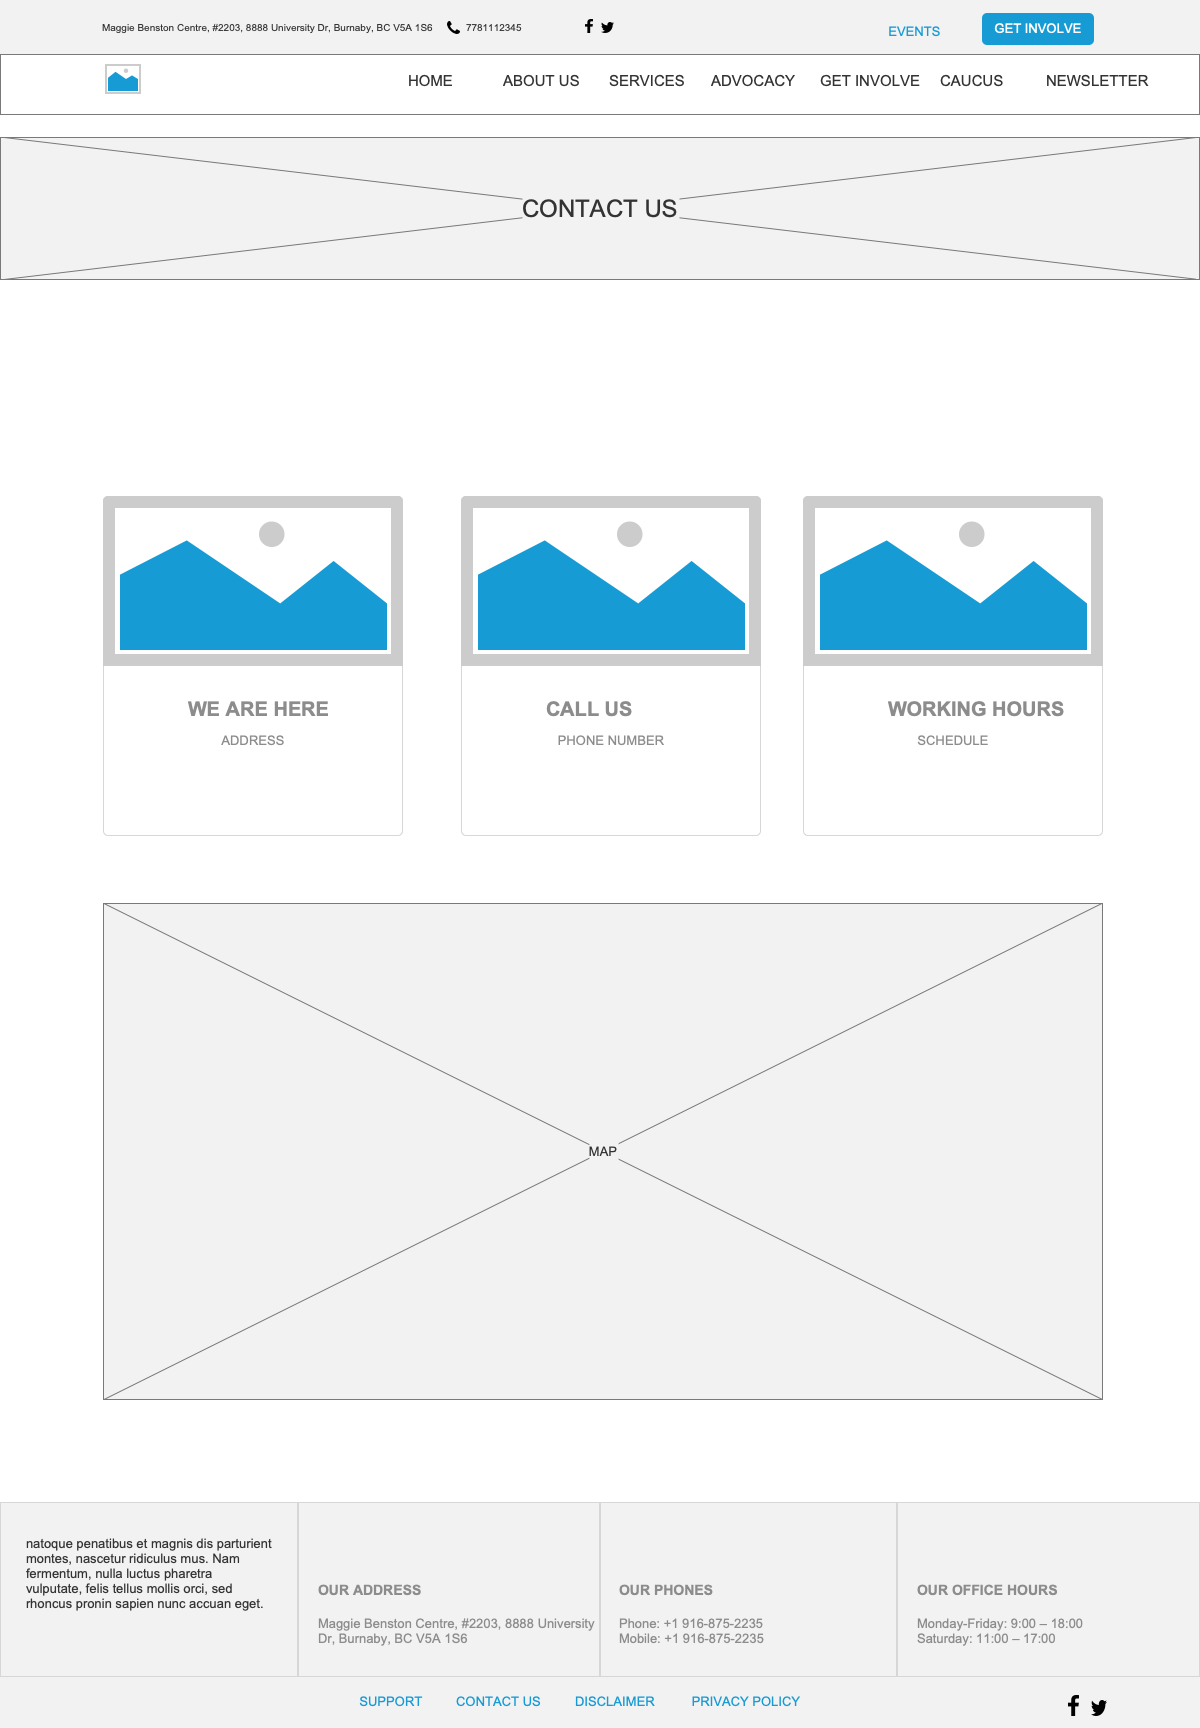 Maggie Benston Centre, #2203, 8888 University Dr, Burnaby, BC V5A 1S6 7781112345
EVENTS
GET INVOLVE
HOME ABOUT US SERVICES ADVOCACY GET INVOLVE CAUCUS NEWSLETTER
CONTACT US
WE ARE HERE
ADDRESS
CALL US
PHONE NUMBER
WORKING HOURS
SCHEDULE
MAP
natoque penatibus et magnis dis parturient
montes, nascetur ridiculus mus. Nam
fermentum, nulla luctus pharetra
vulputate, felis tellus mollis orci, sed
rhoncus pronin sapien nunc accuan eget.
OUR ADDRESS
Maggie Benston Centre, #2203, 8888 University
Dr, Burnaby, BC V5A 1S6
OUR PHONES
Phone: +1 916-875-2235
Mobile: +1 916-875-2235
OUR OFFICE HOURS
Monday-Friday: 9:00 – 18:00
Saturday: 11:00 – 17:00
SUPPORT CONTACT US DISCLAIMER PRIVACY POLICY